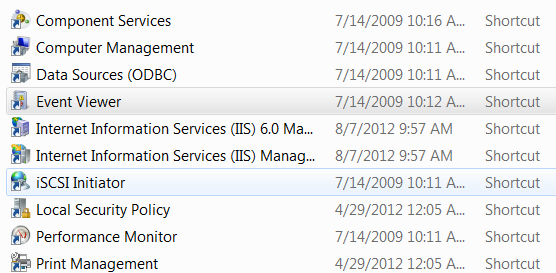 Component Services 7/14/2009 10:16 A... Shortcut
Computer Management 7/14/2009 10:11 A... Shortcut
Data Sources (ODBC) 7/14/2009 10:11 A... Shortcut
Event Viewer 7/14/2009 10:12 A... Shortcut
Internet Information Services (IIS) 6.0 Ma... 8/7/2012 9:57 AM Shortcut
Internet Information Services (IIS) Manag... 8/7/2012 9:57 AM Shortcut
iSCSI Initiator 7/14/2009 10:11 A... Shortcut
Local Security Policy 4/29/2012 12:05 A... Shortcut
Performance Monitor 7/14/2009 10:11 A... Shortcut
Print Management 4/29/2012 12:05 A... Shortcut